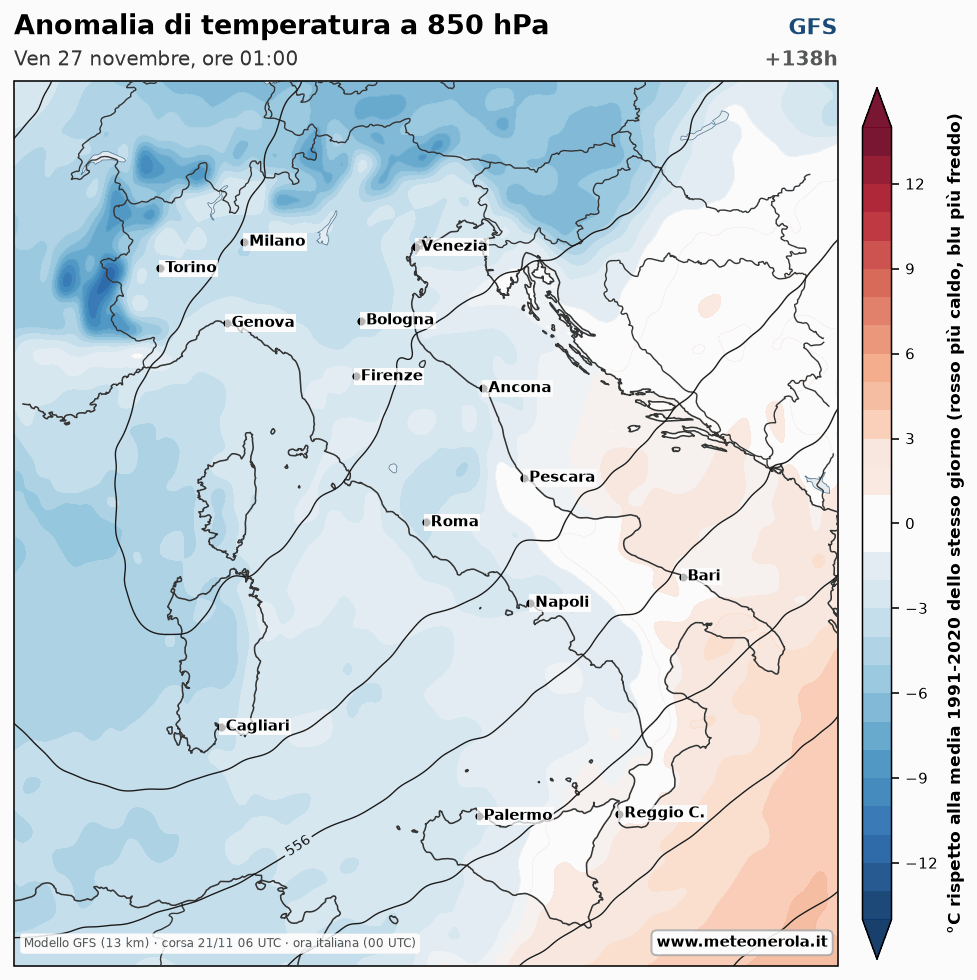 Anomalia di temperatura a 850 hPa
GFS
Ven 27 novembre, ore 01:00
+138h
Milano
Venezia
Torino
Genova
Bologna
Firenze
Ancona
Pescara
Roma
Bari
Napoli
Cagliari
Palermo
Reggio C.
556
12
9
6
3
0
−3
−6
−9
−12
°C rispetto alla media 1991-2020 dello stesso giorno (rosso più caldo, blu più freddo)
Modello GFS (13 km) · corsa 21/11 06 UTC · ora italiana (00 UTC)
www.meteonerola.it